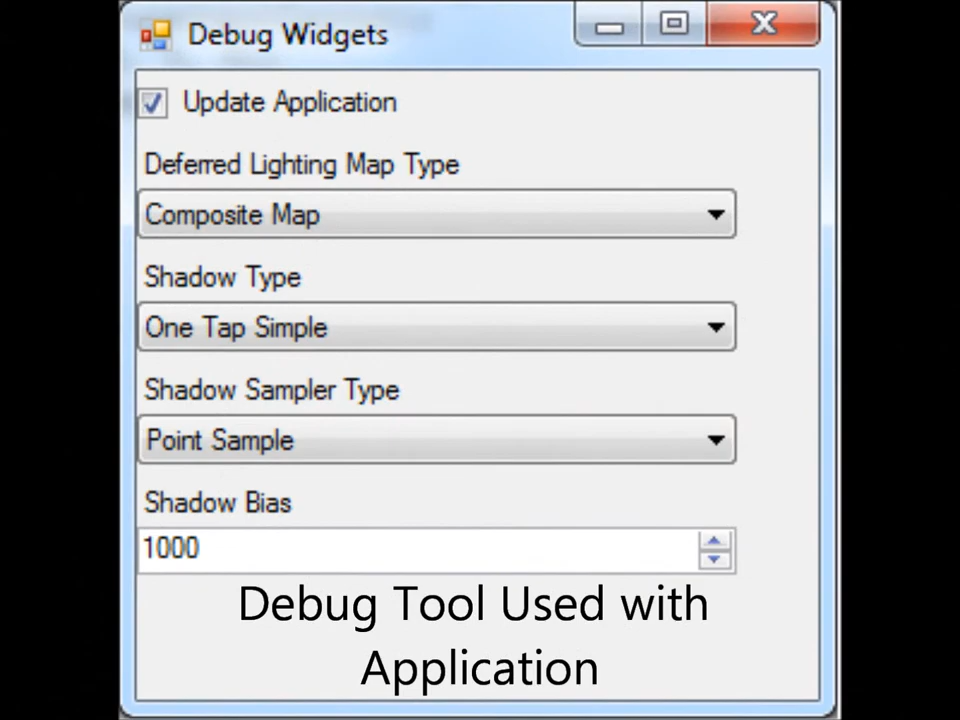 Debug Widgets
Update Application
Deferred Lighting Map Type
Composite Map
Shadow Type
One Tap Simple
Shadow Sampler Type
Point Sample
Shadow Bias
1000
Debug Tool Used with
Application